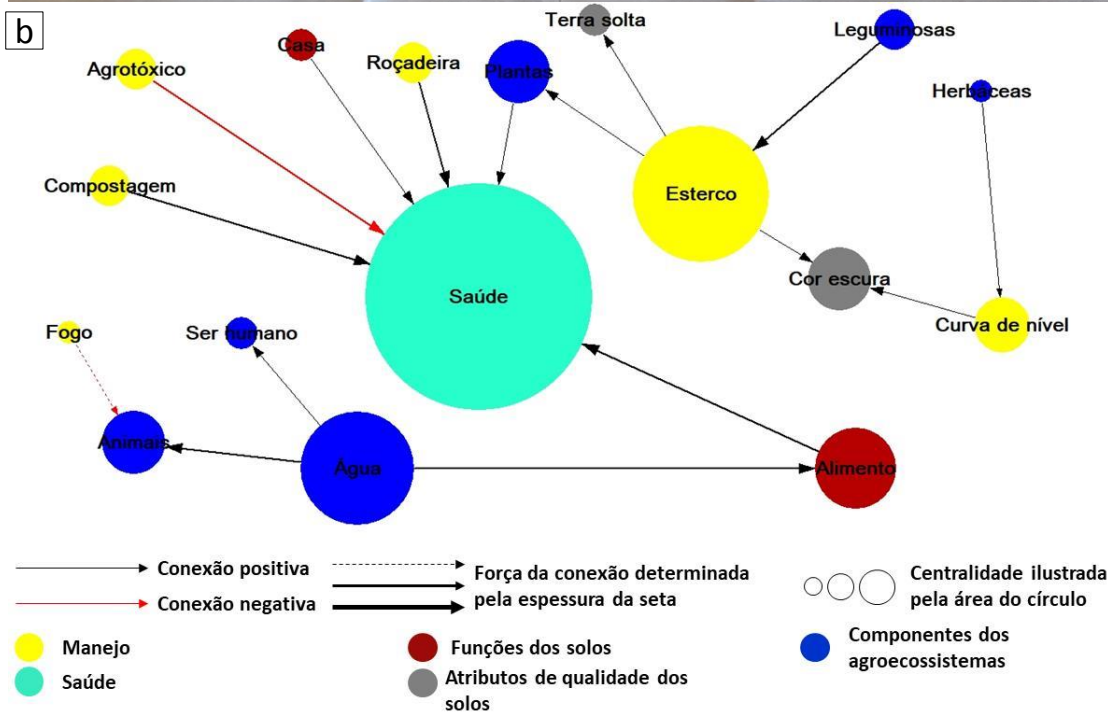 b
Terra solta
Casa
Leguminosas
Roçadeira
Agrotóxico
Plantas
Herbáceas
Compostagem
Esterco
Cor escura
Saúde
Fogo
Ser humano
Curva de nível
Animais
Água
Alimento
Conexão positiva
Conexão negativa
Força da conexão determinada
pela espessura da seta
Centralidade ilustrada
pela área do círculo
Manejo
Saúde
Funções dos solos
Atributos de qualidade dos
solos
Componentes dos
agroecossistemas